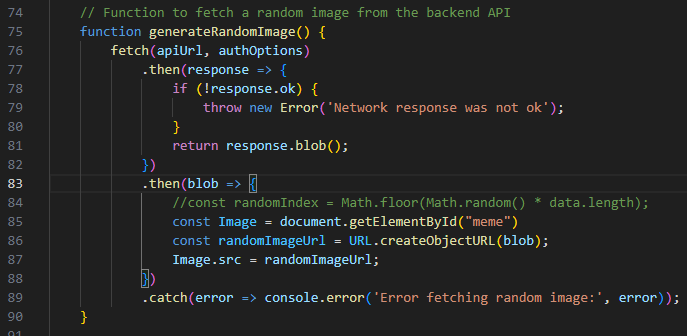 74 // Function to fetch a random image from the backend API
75 function generateRandomImage() {
76 fetch(apiUrl, authOptions)
77 .then(response => {
78 if (!response.ok) {
79 throw new Error('Network response was not ok');
80 }
81 return response.blob();
82 })
83 .then(blob => {
84 //const randomIndex = Math.floor(Math.random() * data.length);
85 const Image = document.getElementById("meme")
86 const randomImageUrl = URL.createObjectURL(blob);
87 Image.src = randomImageUrl;
88 })
89 .catch(error => console.error('Error fetching random image:', error));
90 }
91